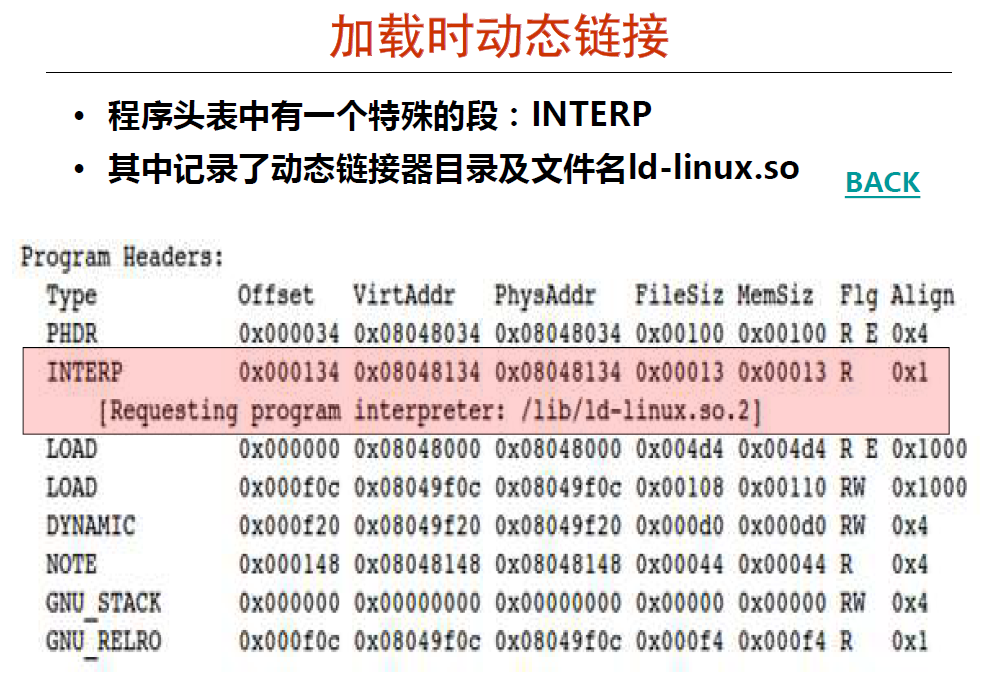 加载时动态链接
• 程序头表中有一个特殊的段：INTERP
• 其中记录了动态链接器目录及文件名ld-linux.so
BACK
Program Headers:
Type Offset VirtAddr PhysAddr FileSiz MemSiz Flg Align
PHDR 0x000034 0x08048034 0x08048034 0x00100 0x00100 R E 0x4
INTERP 0x000134 0x08048134 0x08048134 0x00013 0x00013 R 0x1
[Requesting program interpreter: /lib/ld-linux.so.2]
LOAD 0x000000 0x08048000 0x08048000 0x004d4 0x004d4 R E 0x1000
LOAD 0x000f0c 0x08049f0c 0x08049f0c 0x00108 0x00110 RW 0x1000
DYNAMIC 0x000f20 0x08049f20 0x08049f20 0x000d0 0x000d0 RW 0x4
NOTE 0x000148 0x08048148 0x08048148 0x00044 0x00044 R 0x4
GNU_STACK 0x000000 0x00000000 0x00000000 0x00000 0x00000 RW 0x4
GNU_RELRO 0x000f0c 0x08049f0c 0x08049f0c 0x000f4 0x000f4 R 0x1